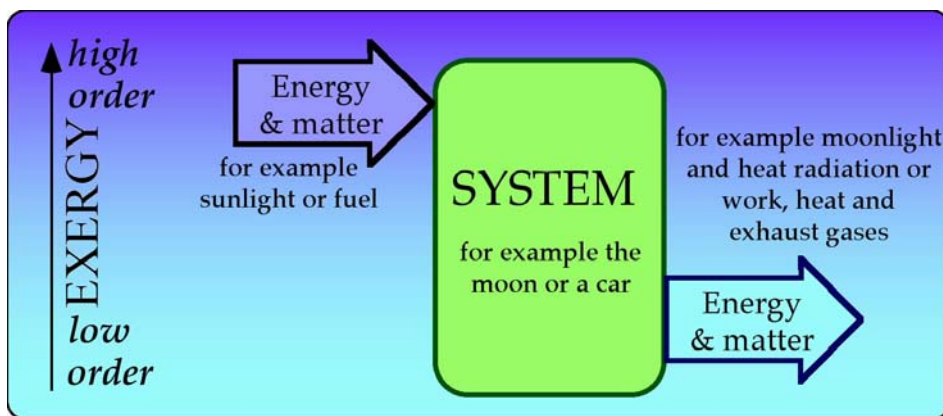 high
order
EXERGY
low
order
Energy
& matter
for example
sunlight or fuel
SYSTEM
for example the
moon or a car
for example moonlight
and heat radiation or
work, heat and
exhaust gases
Energy
& matter